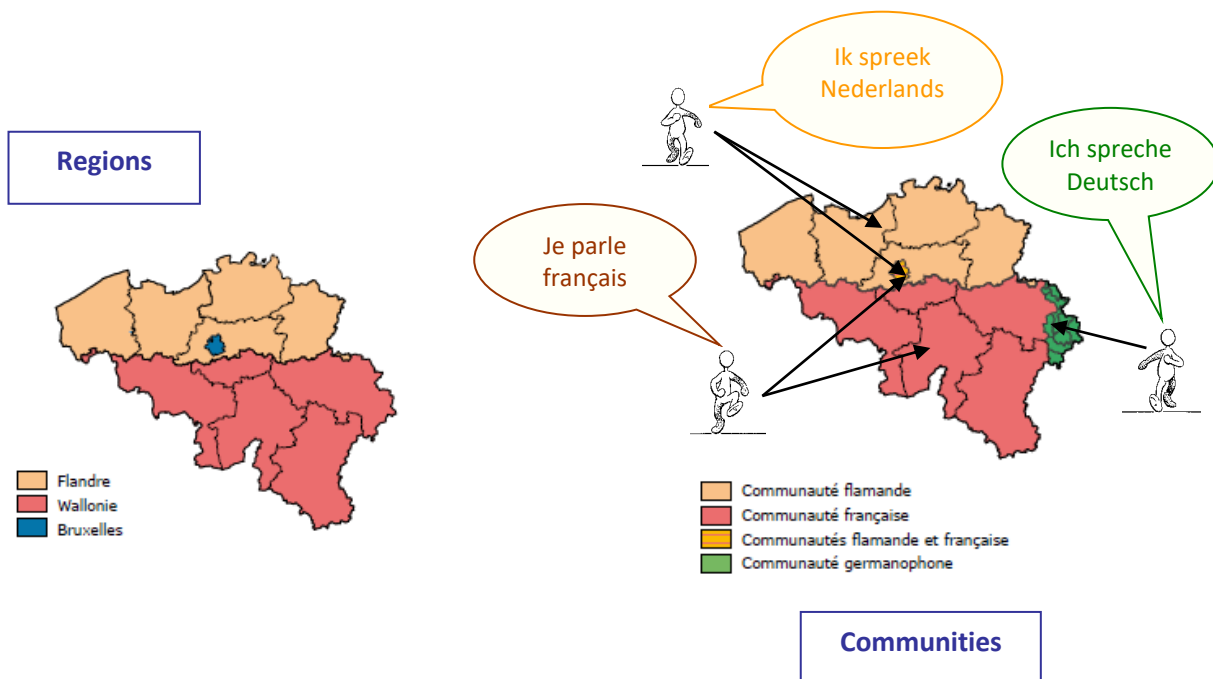 Regions
Flandre
Wallonie
Bruxelles
Ik spreek
Nederlands
Ich spreche
Deutsch
Je parle
français
Communauté flamande
Communauté française
Communautés flamande et française
Communauté germanophone
Communities